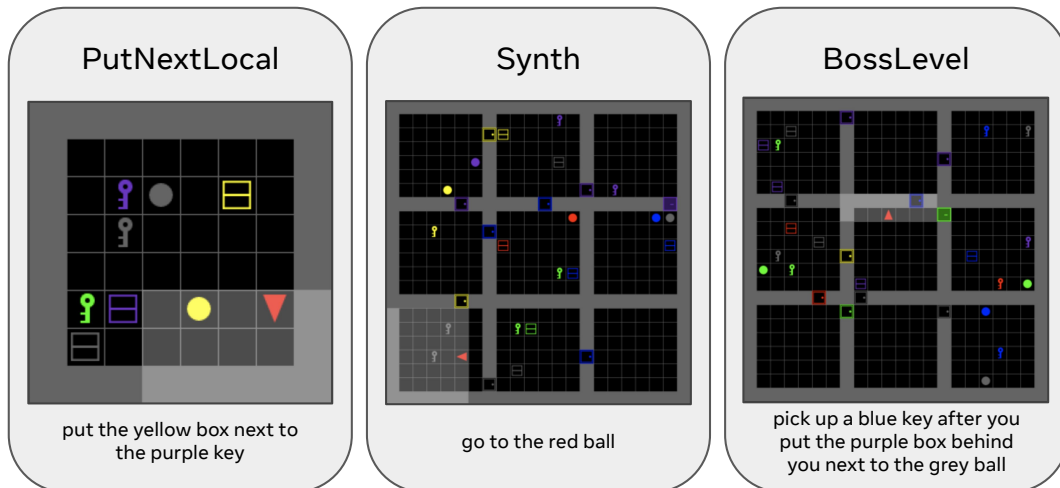 PutNextLocal
put the yellow box next to
the purple key
Synth
go to the red ball
BossLevel
pick up a blue key after you
put the purple box behind
you next to the grey ball